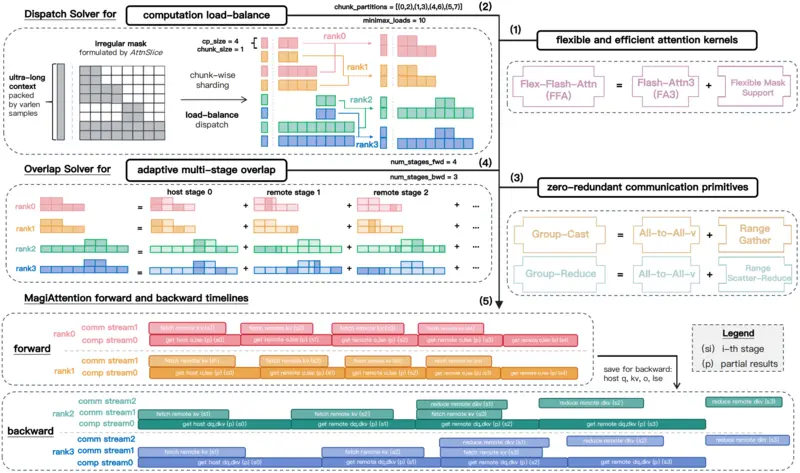 Dispatch Solver for
computation load-balance
(2)
chunk_partitions = [(0,2),(1,3),(4,6),(5,7)]
minimax_loads = 10
cp_size = 4
chunk_size = 1
Irregular mask
formulated by AttnSlice
ultra-long
context
packed
by varlen
samples
chunk-wise
sharding
load-balance
dispatch
rank0
rank1
rank2
rank3
(1)
flexible and efficient attention kernels
Flex-Flash-Attn
(FFA)
=
Flash-Attn3
(FA3)
+
Flexible Mask
Support
Overlap Solver for
adaptive multi-stage overlap
(4)
num_stages_fwd = 4
num_stages_bwd = 3
host stage 0
remote stage 1
remote stage 2
rank0 = + + + ...
rank1 = + + + ...
rank2 = + + + ...
rank3 = + + + ...
(3)
zero-redundant communication primitives
Group-Cast
=
All-to-All-v
+
Range
Gather
Group-Reduce
=
All-to-All-v
+
Range
Scatter-Reduce
MagiAttention forward and backward timelines
(5)
forward
rank0
comm stream1
fetch remote kv (s1)
fetch remote kv (s2)
fetch remote kv (s3)
fetch remote kv (s4)
comp stream0
get host o,lse (p) (s0)
get remote o,lse (p) (s1)
get remote o,lse (p) (s2)
get remote o,lse (p) (s3)
get remote o,lse (p) (s4)
rank1
comm stream1
comp stream0
get host o,lse (p) (s0)
get remote o,lse (p) (s1)
get remote o,lse (p) (s2)
get remote o,lse (p) (s3)
get remote o,lse (p) (s4)
Legend
(si) i-th stage
(p) partial results
save for backward:
host q, kv, o, lse
backward
rank2
comm stream2
reduce remote dkv (s1)
reduce remote dkv (s2)
reduce remote dkv (s3)
comm stream1
fetch remote kv (s1)
fetch remote kv (s2)
fetch remote kv (s3)
comp stream0
get host dq,dkv (p) (s0)
get remote dq,dkv (p) (s1)
get remote dq,dkv (p) (s2)
get remote dq,dkv (p) (s3)
rank3
comm stream2
reduce remote dkv (s1)
reduce remote dkv (s2)
reduce remote dkv (s3)
comm stream1
fetch remote kv (s1)
fetch remote kv (s2)
fetch remote kv (s3)
comp stream0
get host dq,dkv (p) (s0)
get remote dq,dkv (p) (s1)
get remote dq,dkv (p) (s2)
get remote dq,dkv (p) (s3)